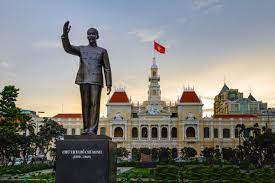 CHỦ TỊCH HỒ CHÍ MINH
(1890 - 1969)